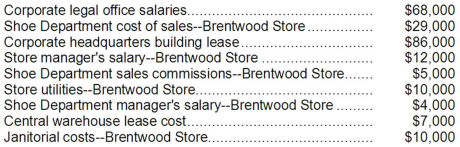 Corporate legal office salaries........................................ $68,000
Shoe Department cost of sales--Brentwood Store............... $29,000
Corporate headquarters building lease............................. $86,000
Store manager's salary--Brentwood Store ........................ $12,000
Shoe Department sales commissions--Brentwood Store....... $5,000
Store utilities--Brentwood Store....................................... $10,000
Shoe Department manager's salary--Brentwood Store ......... $4,000
Central warehouse lease cost......................................... $7,000
Janitorial costs--Brentwood Store.................................... $10,000